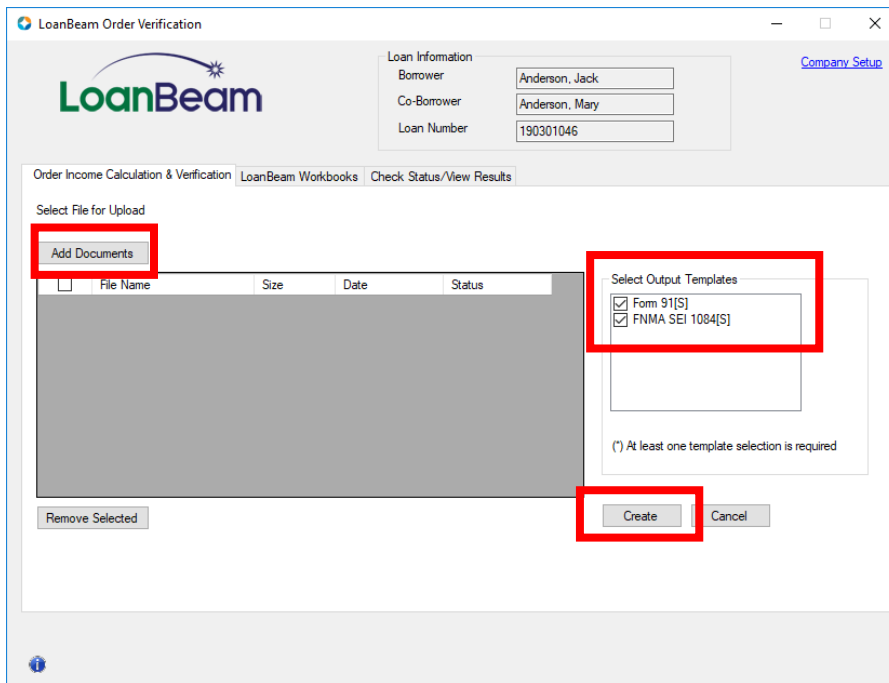 LoanBeam Order Verification
LoanBeam
Loan Information
Borrower
Anderson, Jack
Co-Borrower
Anderson, Mary
Loan Number
190301046
Company Setup
Order Income Calculation & Verification
LoanBeam Workbooks
Check Status/View Results
Select File for Upload
Add Documents
File Name
Size
Date
Status
Select Output Templates
Form 91[S]
FNMA SEI 1084[S]
(*) At least one template selection is required
Remove Selected
Create
Cancel